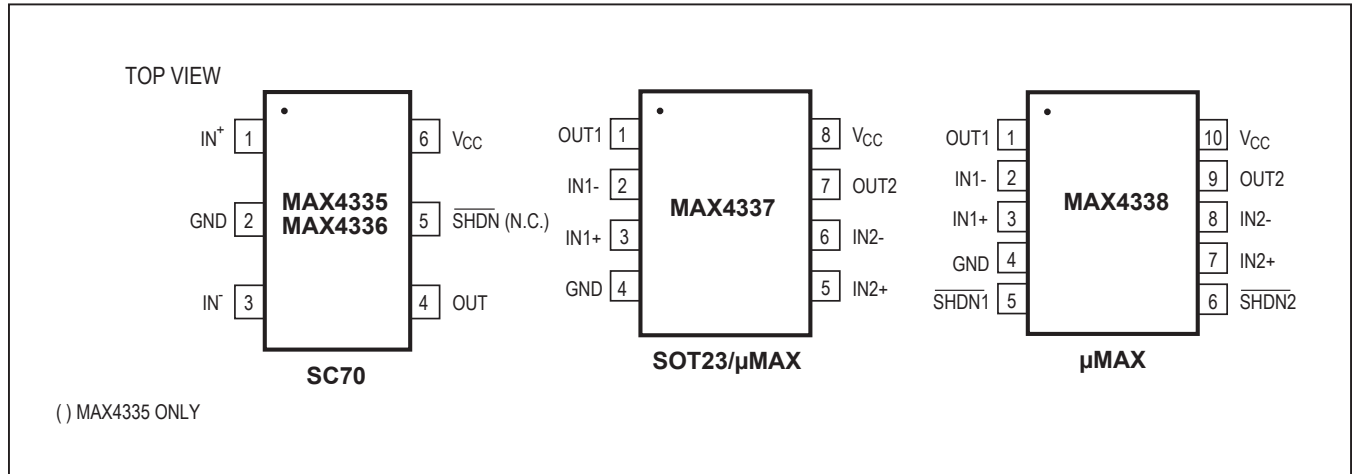 TOP VIEW
IN+ 1
GND 2
IN- 3
MAX4335
MAX4336
6 VCC
5 SHDN (N.C.)
4 OUT
SC70
( ) MAX4335 ONLY
OUT1 1
IN1- 2
IN1+ 3
GND 4
MAX4337
8 VCC
7 OUT2
6 IN2-
5 IN2+
SOT23/µMAX
OUT1 1
IN1- 2
IN1+ 3
GND 4
SHDN1 5
MAX4338
10 VCC
9 OUT2
8 IN2-
7 IN2+
6 SHDN2
µMAX